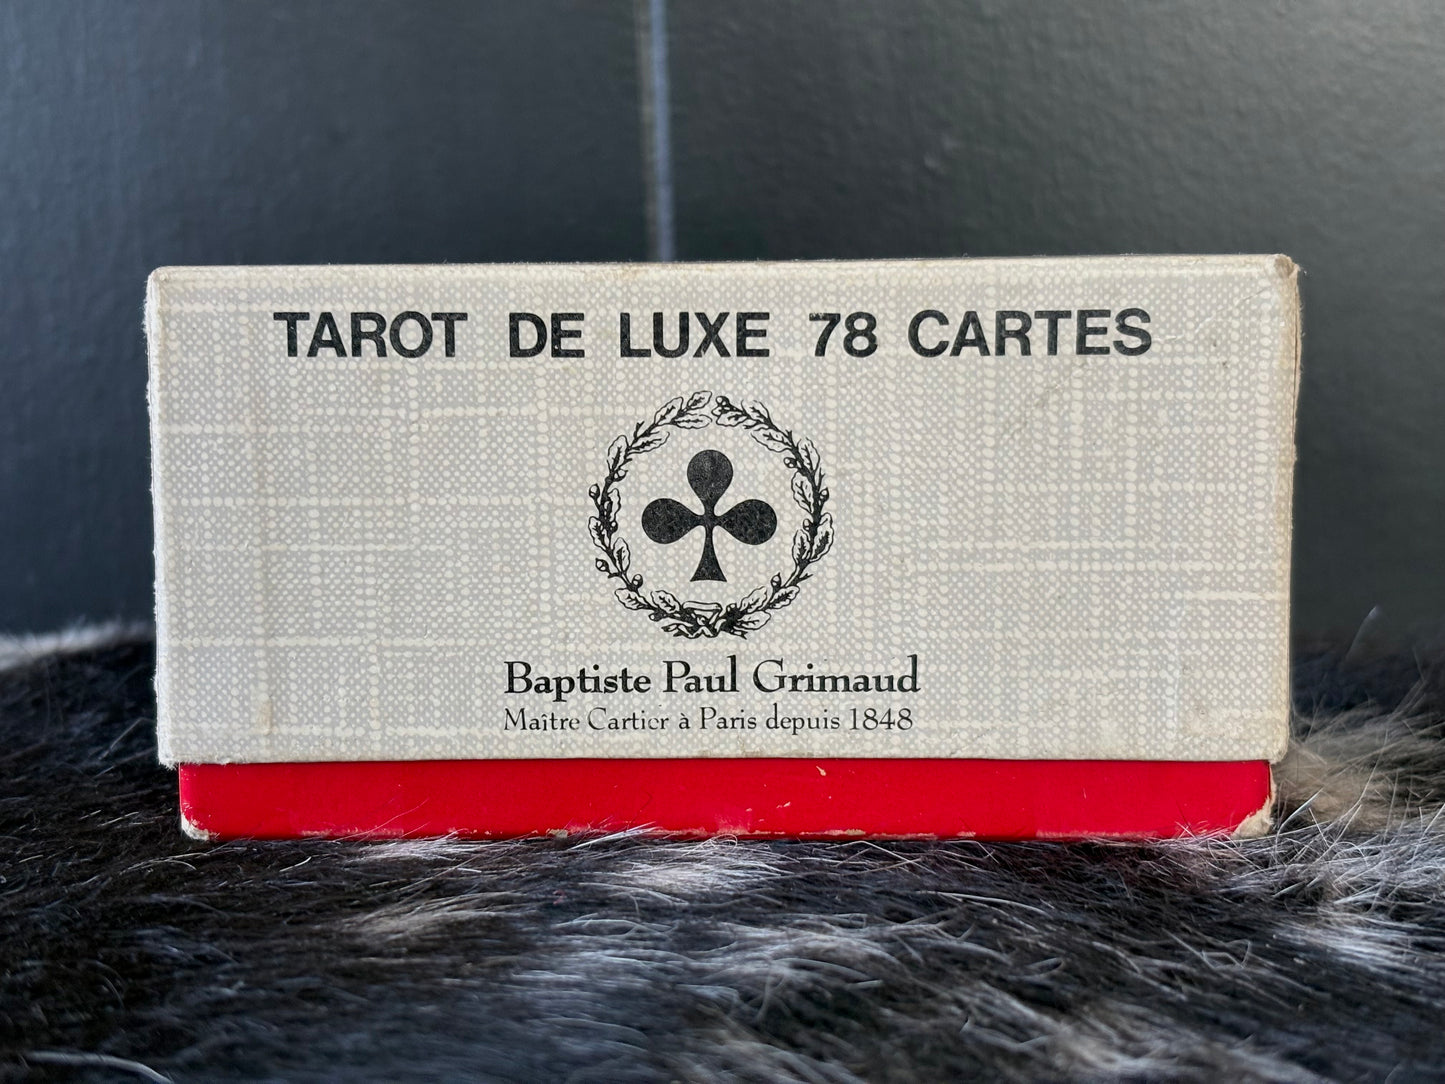 TAROT DE LUXE 78 CARTES
Baptiste Paul Grimaud
Maître Cartier à Paris depuis 1848